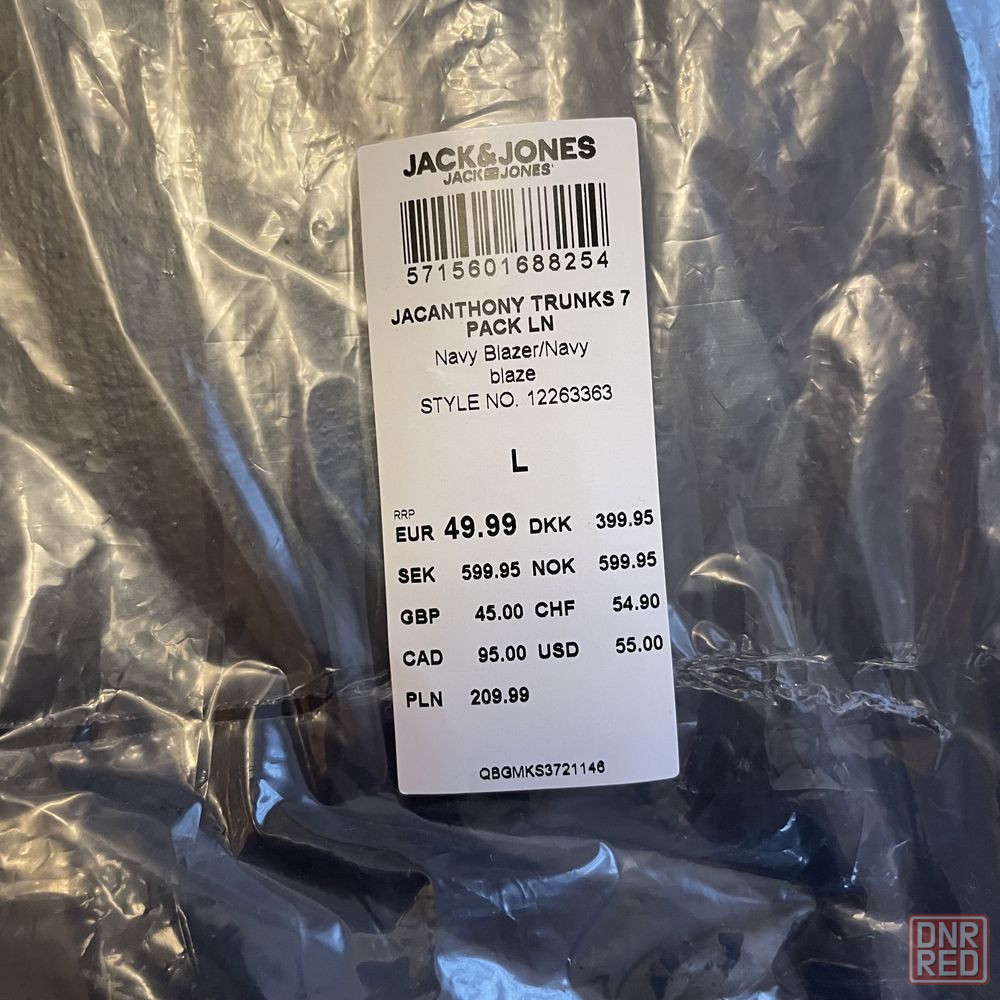 JACK&JONES
JACK JONES
5715601688254
JACANTHONY TRUNKS 7
PACK LN
Navy Blazer/Navy
blaze
STYLE NO. 12263363
L
RRP
EUR 49.99 DKK 399.95
SEK 599.95 NOK 599.95
GBP 45.00 CHF 54.90
CAD 95.00 USD 55.00
PLN 209.99
QBGMKS3721146
DNR
RED